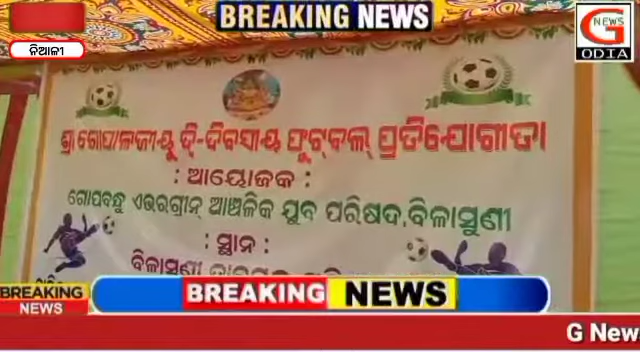 BREAKING NEWS
G
NEWS
ODIA
ନିଆଳୀ
ଶ୍ରୀ ଗୋପାଳଜୀୟୁ ଦ୍ୱି-ଦିବସୀୟ ଫୁଟ୍‌ବଲ୍ ପ୍ରତିଯୋଗୀତା
: ଆୟୋଜକ :
ଗୋପବନ୍ଧୁ ଏଭରଗ୍ରୀନ୍ ଆଞ୍ଚଳିକ ଯୁବ ପରିଷଦ,ବିଳାସୁଣୀ
: ସ୍ଥାନ :
ବିଳାସୁଣୀ
BREAKING NEWS
BREAKING
NEWS
G New